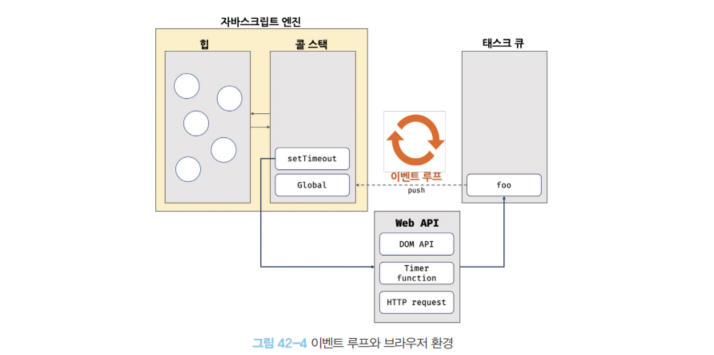 자바스크립트 엔진
힙
콜 스택
태스크 큐
setTimeout
Global
이벤트 루프
push
foo
Web API
DOM API
Timer
function
HTTP request
그림 42-4 이벤트 루프와 브라우저 환경